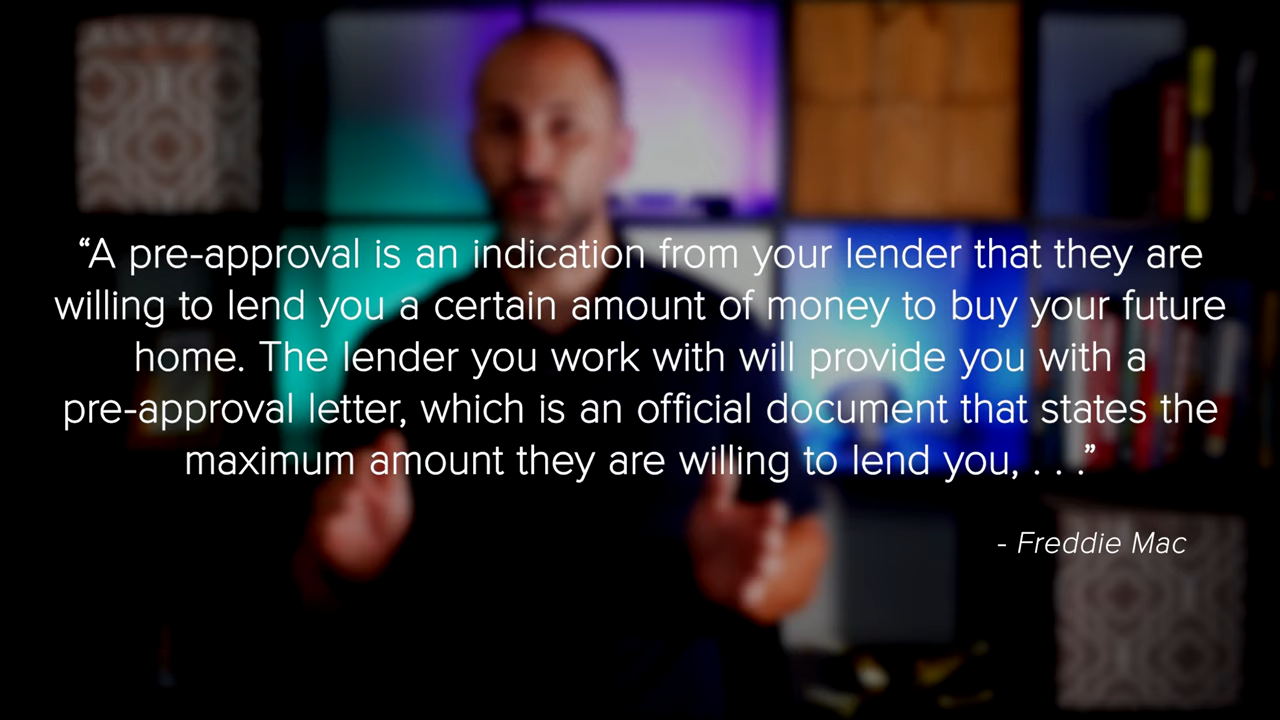 “A pre-approval is an indication from your lender that they are
willing to lend you a certain amount of money to buy your future
home. The lender you work with will provide you with a
pre-approval letter, which is an official document that states the
maximum amount they are willing to lend you, . . .”
- Freddie Mac